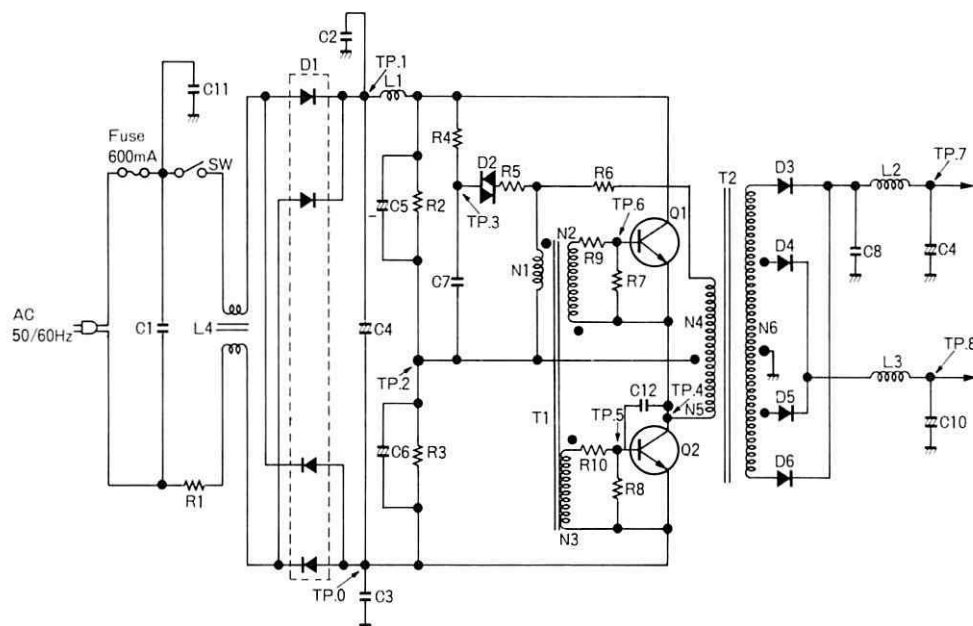 C2
D1
TP.1
L1
C11
Fuse
600mA
SW
R4
D2
R5
R6
T2
D3
L2
TP.7
C5
R2
TP.3
TP.6
Q1
N2
R9
R7
N1
C7
D4
C8
C4
AC
50/60Hz
C1
L4
C4
N4
N6
TP.8
L3
TP.2
C12
TP.4
N5
D5
C10
T1
TP.5
C6
R3
R10
Q2
D6
R8
R1
N3
TP.0
C3